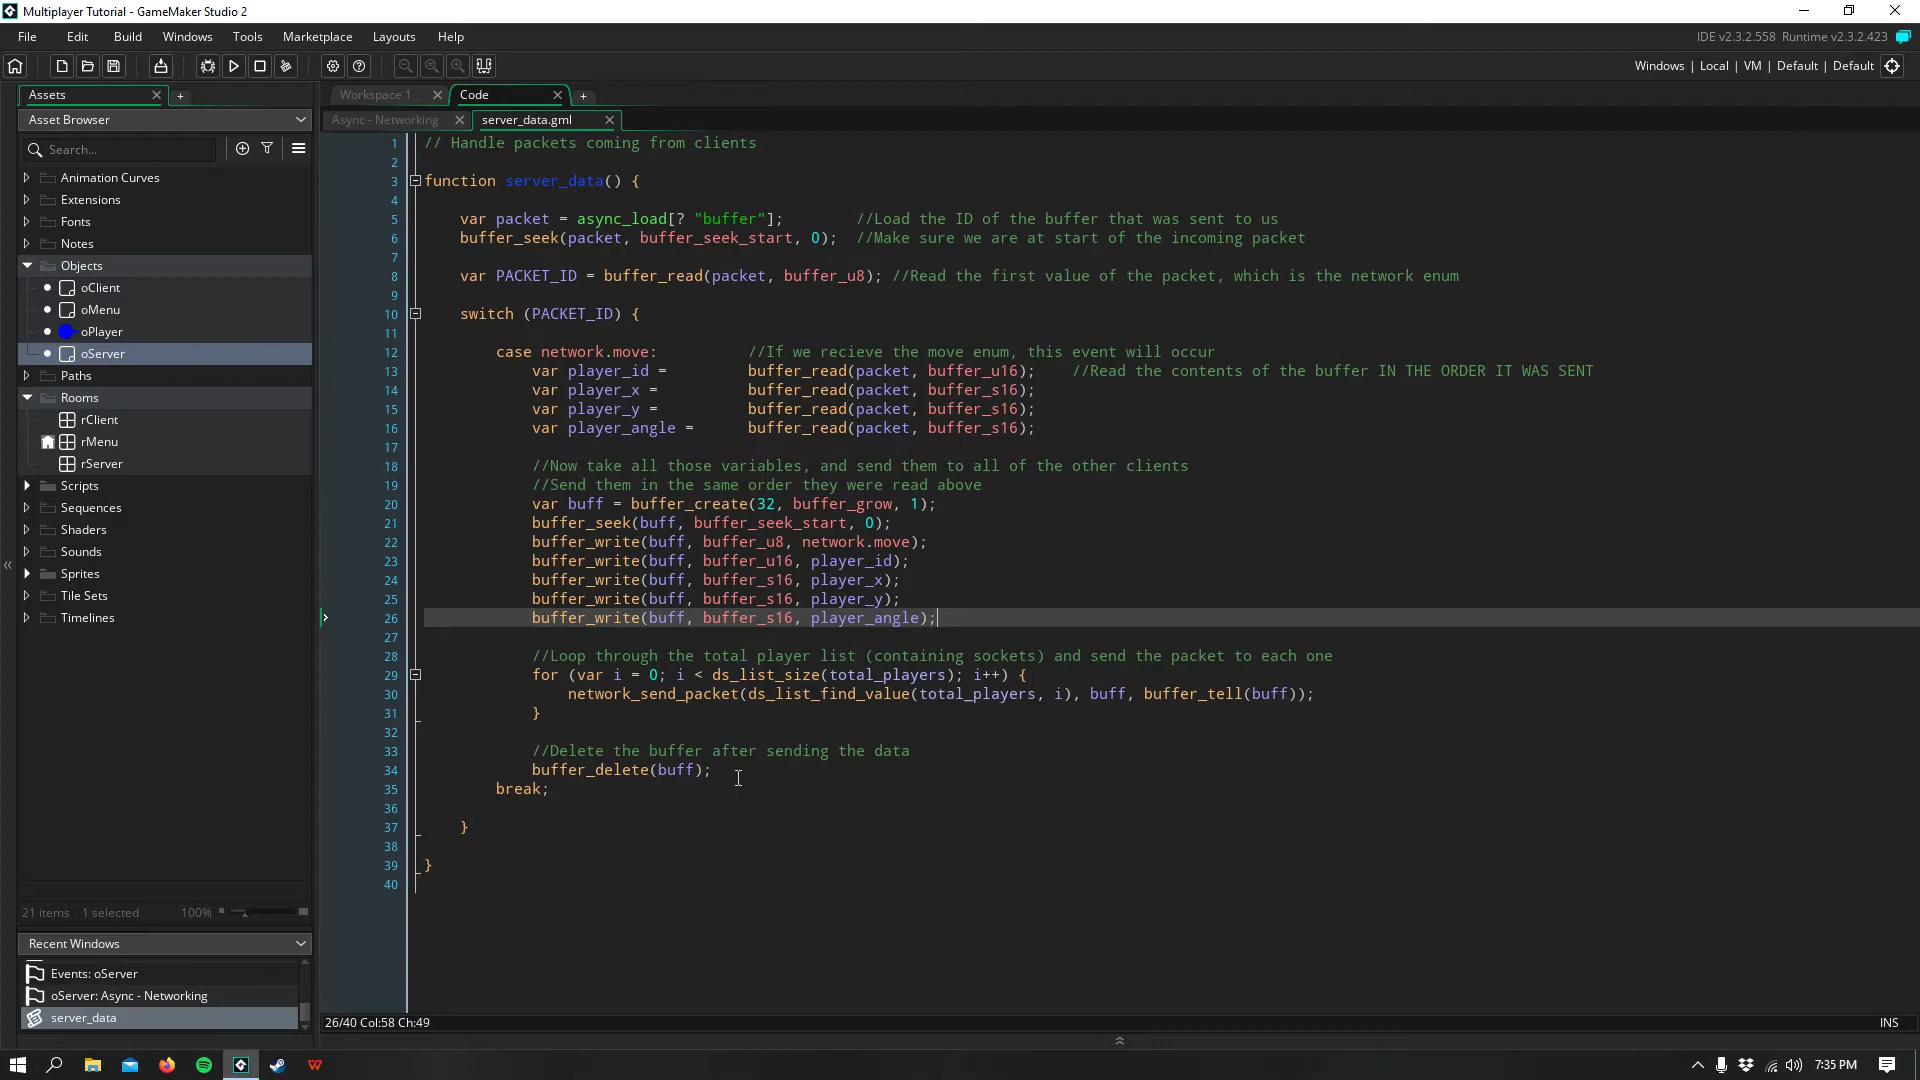 Multiplayer Tutorial - GameMaker Studio 2
File Edit Build Windows Tools Marketplace Layouts Help
IDE v2.3.2.558 Runtime v2.3.2.423
Windows | Local | VM | Default | Default
Assets
Workspace 1
Code
Asset Browser
Async - Networking
server_data.gml
Search...
Animation Curves
Extensions
Fonts
Notes
Objects
oClient
oMenu
oPlayer
oServer
Paths
Rooms
rClient
rMenu
rServer
Scripts
Sequences
Shaders
Sounds
Sprites
Tile Sets
Timelines
21 items 1 selected 100%
Recent Windows
Events: oServer
oServer: Async - Networking
server_data
1 // Handle packets coming from clients
2
3 function server_data() {
4
5 var packet = async_load[? "buffer"]; //Load the ID of the buffer that was sent to us
6 buffer_seek(packet, buffer_seek_start, 0); //Make sure we are at start of the incoming packet
7
8 var PACKET_ID = buffer_read(packet, buffer_u8); //Read the first value of the packet, which is the network enum
9
10 switch (PACKET_ID) {
11
12 case network.move: //If we recieve the move enum, this event will occur
13 var player_id = buffer_read(packet, buffer_u16); //Read the contents of the buffer IN THE ORDER IT WAS SENT
14 var player_x = buffer_read(packet, buffer_s16);
15 var player_y = buffer_read(packet, buffer_s16);
16 var player_angle = buffer_read(packet, buffer_s16);
17
18 //Now take all those variables, and send them to all of the other clients
19 //Send them in the same order they were read above
20 var buff = buffer_create(32, buffer_grow, 1);
21 buffer_seek(buff, buffer_seek_start, 0);
22 buffer_write(buff, buffer_u8, network.move);
23 buffer_write(buff, buffer_u16, player_id);
24 buffer_write(buff, buffer_s16, player_x);
25 buffer_write(buff, buffer_s16, player_y);
26 buffer_write(buff, buffer_s16, player_angle);
27
28 //Loop through the total player list (containing sockets) and send the packet to each one
29 for (var i = 0; i < ds_list_size(total_players); i++) {
30 network_send_packet(ds_list_find_value(total_players, i), buff, buffer_tell(buff));
31 }
32
33 //Delete the buffer after sending the data
34 buffer_delete(buff);
35 break;
36
37 }
38
39 }
40
26/40 Col:58 Ch:49
INS
7:35 PM